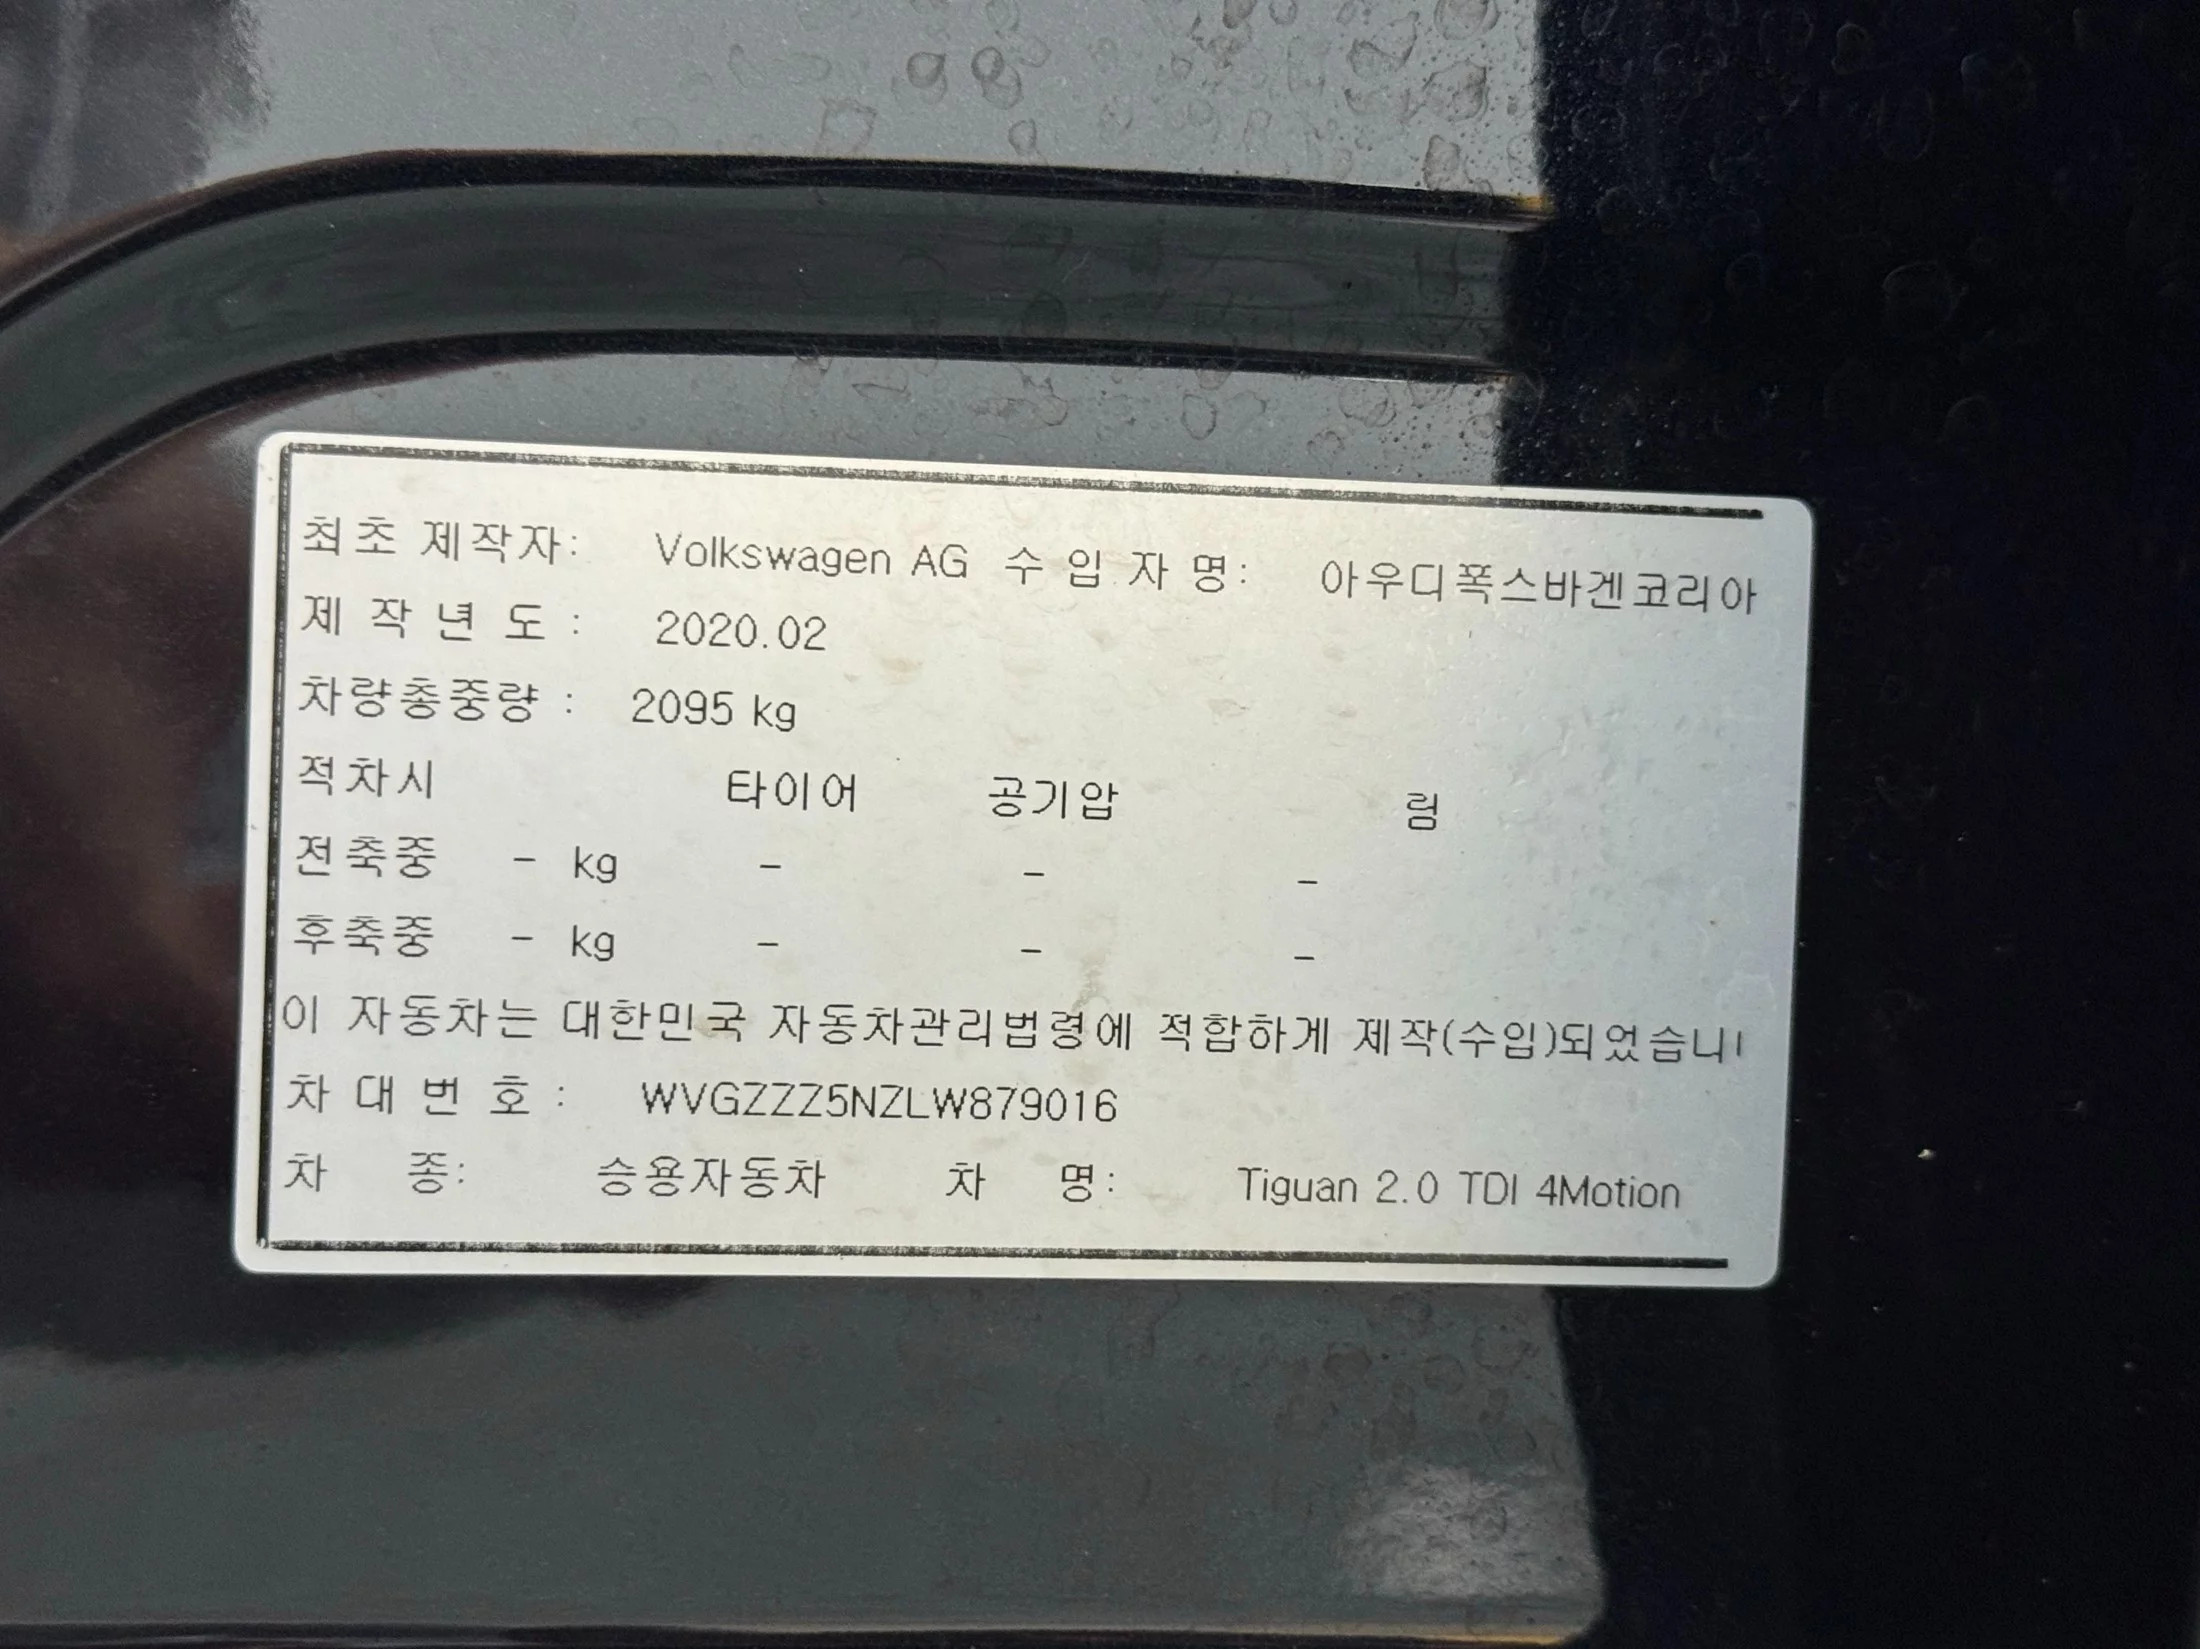 최초 제작자: Volkswagen AG 수 입 자 명: 아우디폭스바겐코리아
제 작 년 도 : 2020.02
차량총중량 : 2095 kg
적차시 타이어 공기압 림
전축중 - kg - - -
후축중 - kg - - -
이 자동차는 대한민국 자동차관리법령에 적합하게 제작(수입)되었습니
차 대 번 호 : WVGZZZ5NZLW879016
차 종: 승용자동차 차 명: Tiguan 2.0 TDI 4Motion